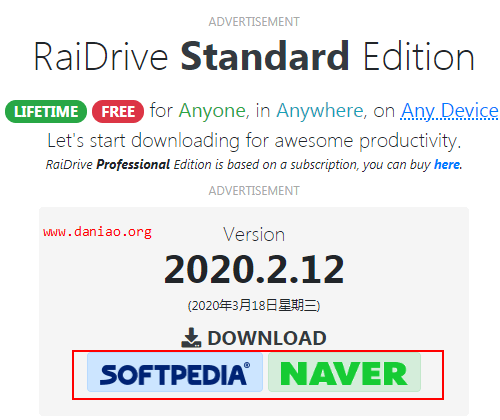 ADVERTISEMENT
RaiDrive Standard Edition
LIFETIME FREE for Anyone, in Anywhere, on Any Device
Let's start downloading for awesome productivity.
RaiDrive Professional Edition is based on a subscription, you can buy here.
ADVERTISEMENT
www.daniao.org
Version
2020.2.12
(2020年3月18日星期三)
DOWNLOAD
SOFTPEDIA® NAVER